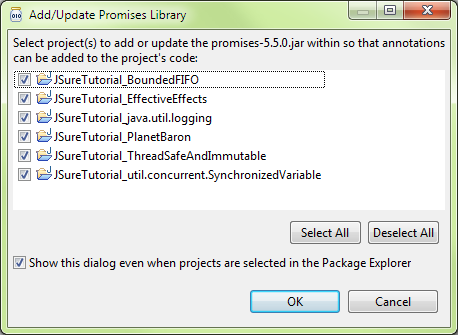 Add/Update Promises Library
Select project(s) to add or update the promises-5.5.0.jar within so that annotations
can be added to the project's code:
JSureTutorial_BoundedFIFO
JSureTutorial_EffectiveEffects
JSureTutorial_java.util.logging
JSureTutorial_PlanetBaron
JSureTutorial_ThreadSafeAndImmutable
JSureTutorial_util.concurrent.SynchronizedVariable
Select All
Deselect All
Show this dialog even when projects are selected in the Package Explorer
OK
Cancel